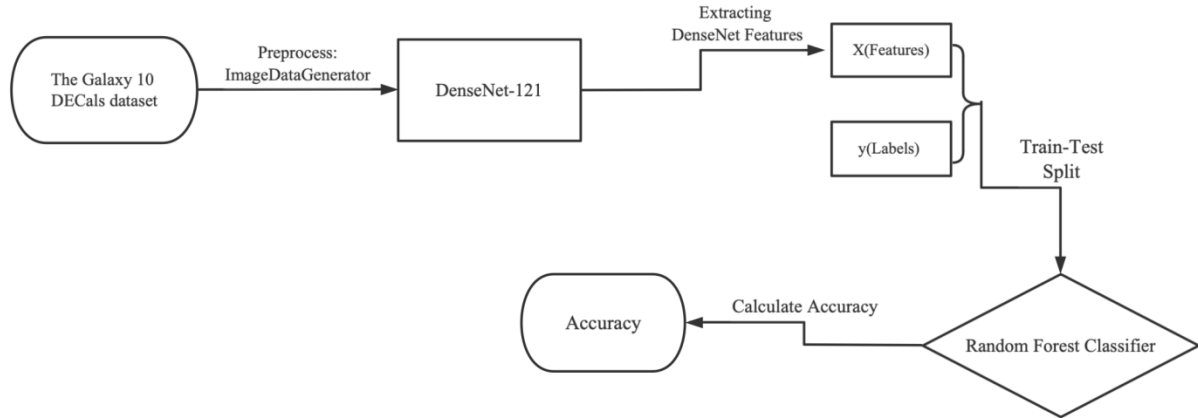 The Galaxy 10
DECals dataset
Preprocess:
ImageDataGenerator
DenseNet-121
Extracting
DenseNet Features
X(Features)
y(Labels)
Train-Test
Split
Random Forest Classifier
Calculate Accuracy
Accuracy